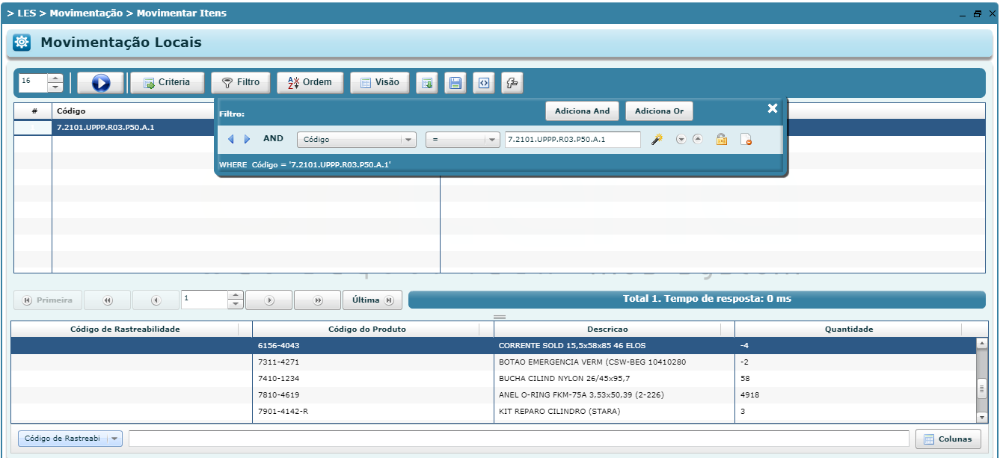 > LES > Movimentação > Movimentar Itens
Movimentação Locais
16
Criteria
Filtro
Ordem
Visão
# Código
7.2101.UPPP.R03.P50.A.1
Filtro:
Adiciona And
Adiciona Or
AND
Código
=
7.2101.UPPP.R03.P50.A.1
WHERE Código = '7.2101.UPPP.R03.P50.A.1'
Primeira
1
Última
Total 1. Tempo de resposta: 0 ms
Código de Rastreabilidade Código do Produto Descricao Quantidade
6156-4043 CORRENTE SOLD 15,5x58x85 46 ELOS -4
7311-4271 BOTAO EMERGENCIA VERM (CSW-BEG 10410280 -2
7410-1234 BUCHA CILIND NYLON 26/45x95,7 58
7810-4619 ANEL O-RING FKM-75A 3,53x50,39 (2-226) 4918
7901-4142-R KIT REPARO CILINDRO (STARA) 3
Código de Rastreabi
Colunas